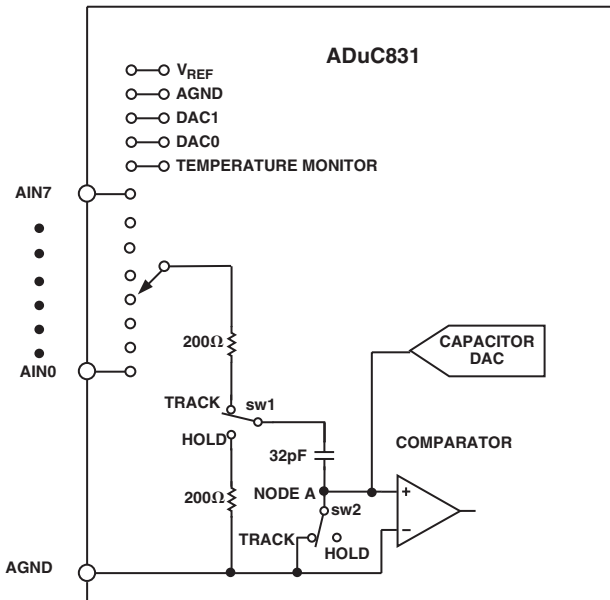 ADuC831
VREF
AGND
DAC1
DAC0
TEMPERATURE MONITOR
AIN7
AIN0
200Ω
CAPACITOR
DAC
TRACK
sw1
HOLD
32pF
COMPARATOR
200Ω
NODE A
+
sw2
–
TRACK
HOLD
AGND